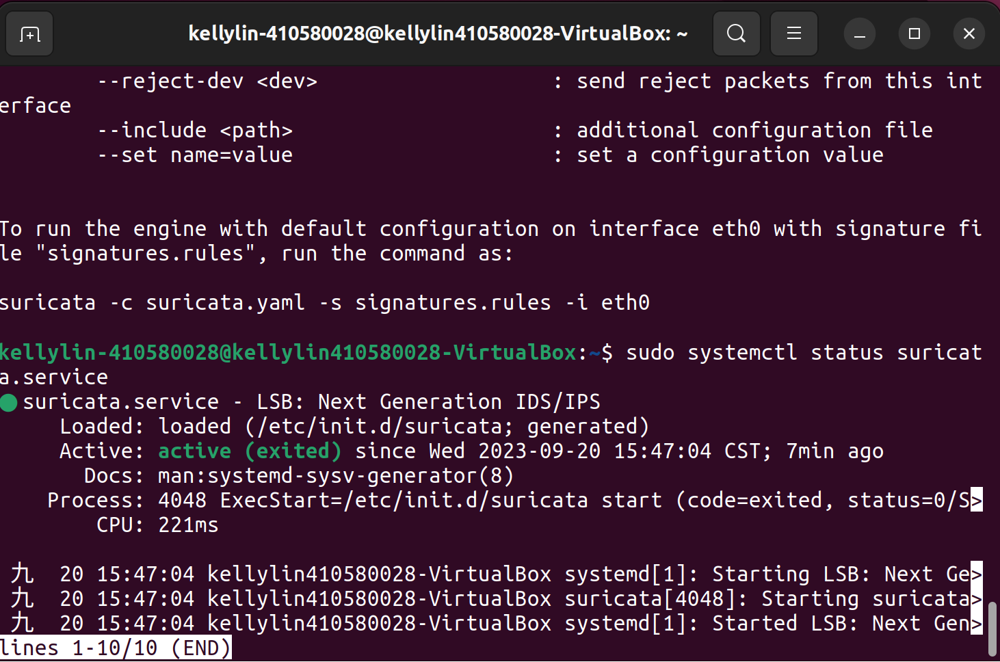 kellylin-410580028@kellylin410580028-VirtualBox: ~
--reject-dev <dev> : send reject packets from this int
erface
--include <path> : additional configuration file
--set name=value : set a configuration value
To run the engine with default configuration on interface eth0 with signature fi
le "signatures.rules", run the command as:
suricata -c suricata.yaml -s signatures.rules -i eth0
kellylin-410580028@kellylin410580028-VirtualBox:~$ sudo systemctl status suricat
a.service
● suricata.service - LSB: Next Generation IDS/IPS
Loaded: loaded (/etc/init.d/suricata; generated)
Active: active (exited) since Wed 2023-09-20 15:47:04 CST; 7min ago
Docs: man:systemd-sysv-generator(8)
Process: 4048 ExecStart=/etc/init.d/suricata start (code=exited, status=0/S>
CPU: 221ms
九 20 15:47:04 kellylin410580028-VirtualBox systemd[1]: Starting LSB: Next Ge>
九 20 15:47:04 kellylin410580028-VirtualBox suricata[4048]: Starting suricata>
九 20 15:47:04 kellylin410580028-VirtualBox systemd[1]: Started LSB: Next Gen>
lines 1-10/10 (END)